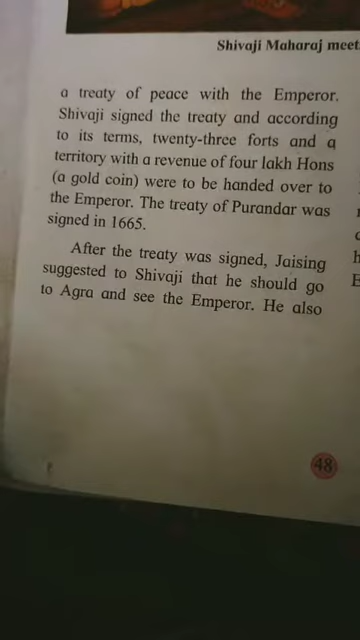 Shivaji Maharaj meet
a treaty of peace with the Emperor.
Shivaji signed the treaty and according
to its terms, twenty-three forts and a
territory with a revenue of four lakh Hons
(a gold coin) were to be handed over to
the Emperor. The treaty of Purandar was
signed in 1665.
After the treaty was signed, Jaising
suggested to Shivaji that he should go
to Agra and see the Emperor. He also
48